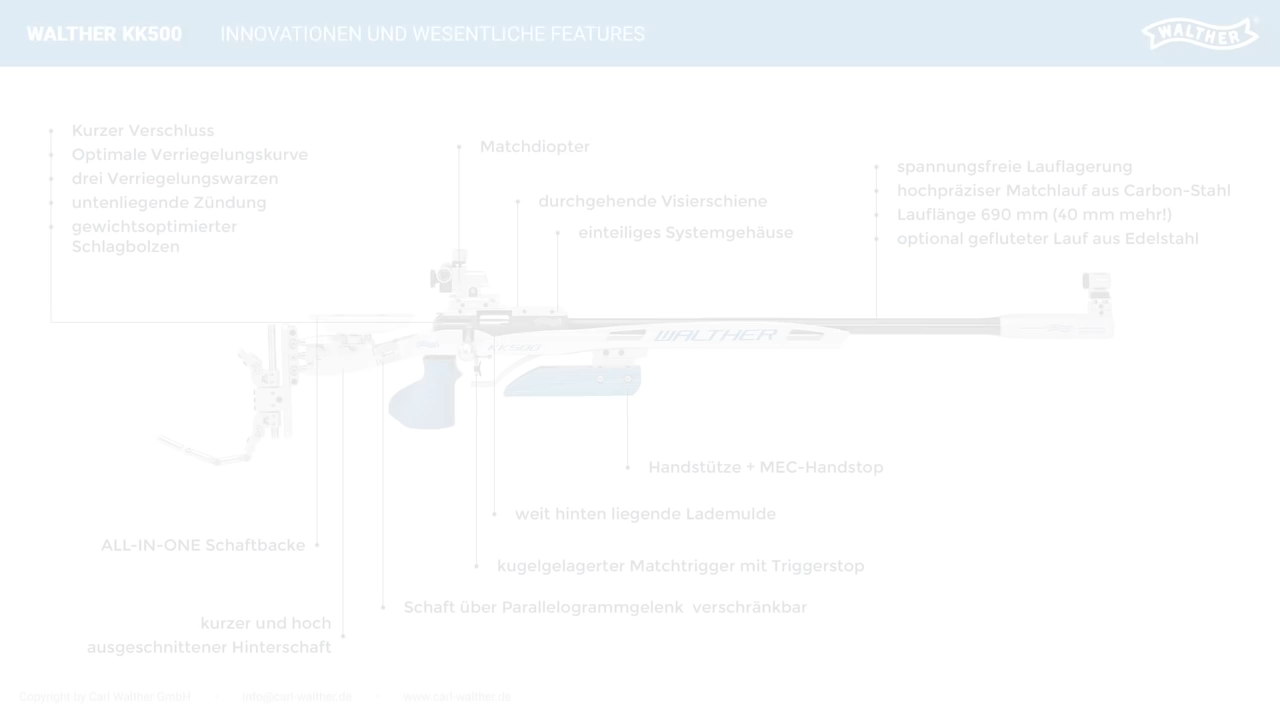 WALTHER KK500 INNOVATIONEN UND WESENTLICHE FEATURES
WALTHER
Kurzer Verschluss
Optimale Verriegelungskurve
drei Verriegelungswarzen
untenliegende Zündung
gewichtsoptimierter
Schlagbolzen
Matchdiopter
durchgehende Visierschiene
einteiliges Systemgehäuse
spannungsfreie Lauflagerung
hochpräziser Matchlauf aus Carbon-Stahl
Lauflänge 690 mm (40 mm mehr!)
optional gefluteter Lauf aus Edelstahl
WALTHER
KK500
Handstütze + MEC-Handstop
weit hinten liegende Lademulde
ALL-IN-ONE Schaftbacke
kugelgelagerter Matchtrigger mit Triggerstop
Schaft über Parallelogrammgelenk verschränkbar
kurzer und hoch
ausgeschnittener Hinterschaft
Copyright by Carl Walther GmbH info@carl-walther.de www.carl-walther.de